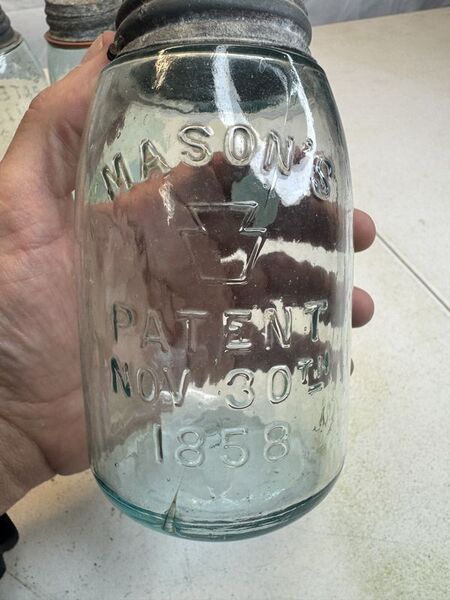 MASON'S
PATENT
NOV 30TH
1858